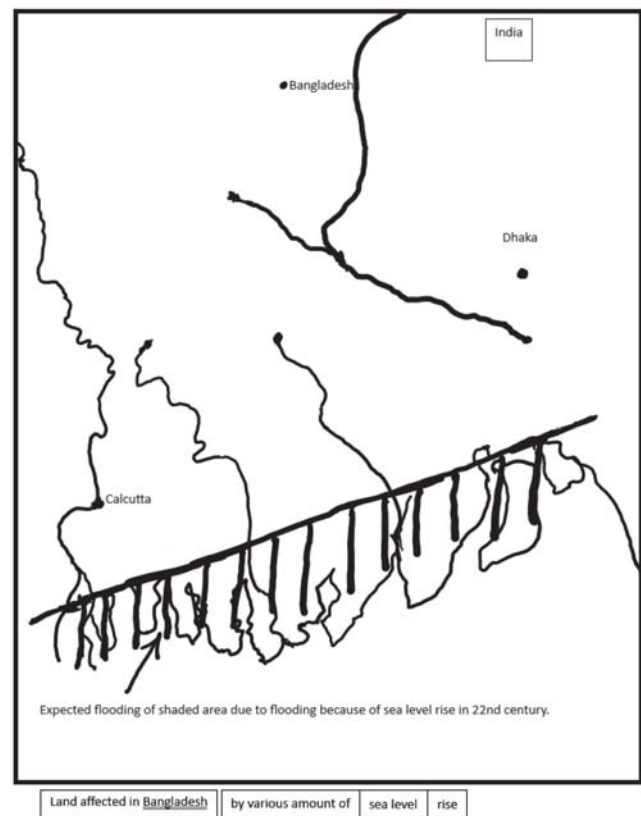 India
Bangladesh
Dhaka
Calcutta
Expected flooding of shaded area due to flooding because of sea level rise in 22nd century.
Land affected in Bangladesh by various amount of sea level rise